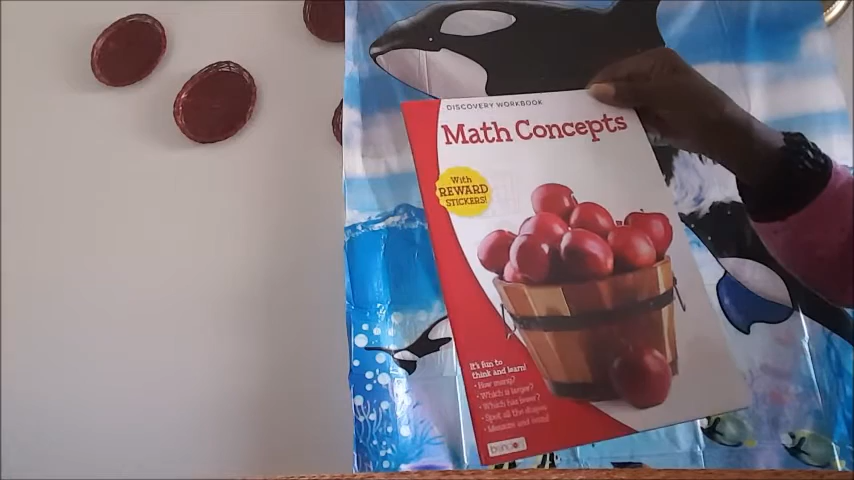 DISCOVERY WORKBOOK
Math Concepts
With
REWARD
STICKERS!
It's fun to
think and learn!
• How many?
• Which is larger?
• Which has fewer?
• Spot all the shapes!
• Measure and more!
bendon